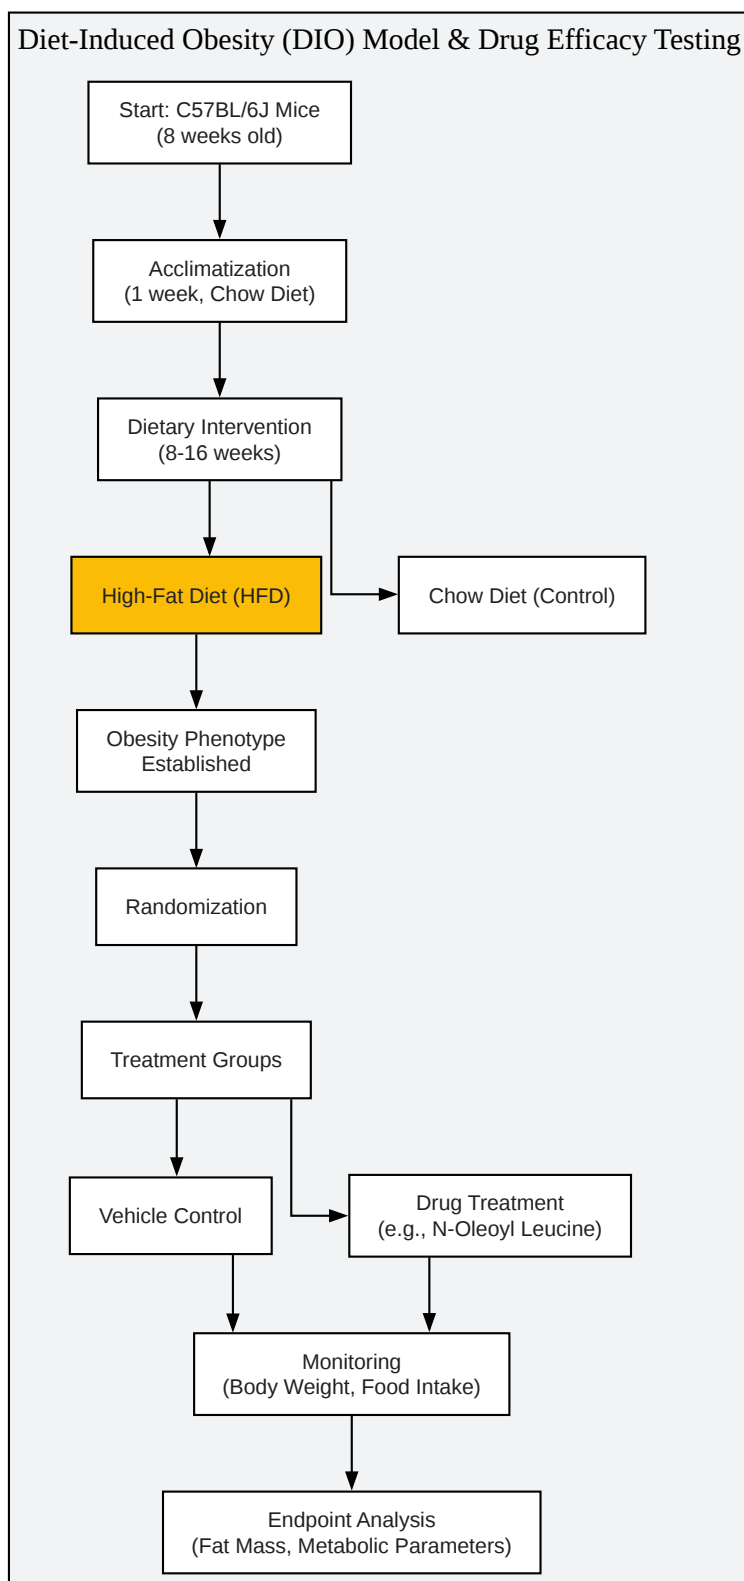 Diet-Induced Obesity (DIO) Model & Drug Efficacy Testing
Start: C57BL/6J Mice
(8 weeks old)
Acclimatization
(1 week, Chow Diet)
Dietary Intervention
(8-16 weeks)
High-Fat Diet (HFD)
Chow Diet (Control)
Obesity Phenotype
Established
Randomization
Treatment Groups
Vehicle Control
Drug Treatment
(e.g., N-Oleoyl Leucine)
Monitoring
(Body Weight, Food Intake)
Endpoint Analysis
(Fat Mass, Metabolic Parameters)